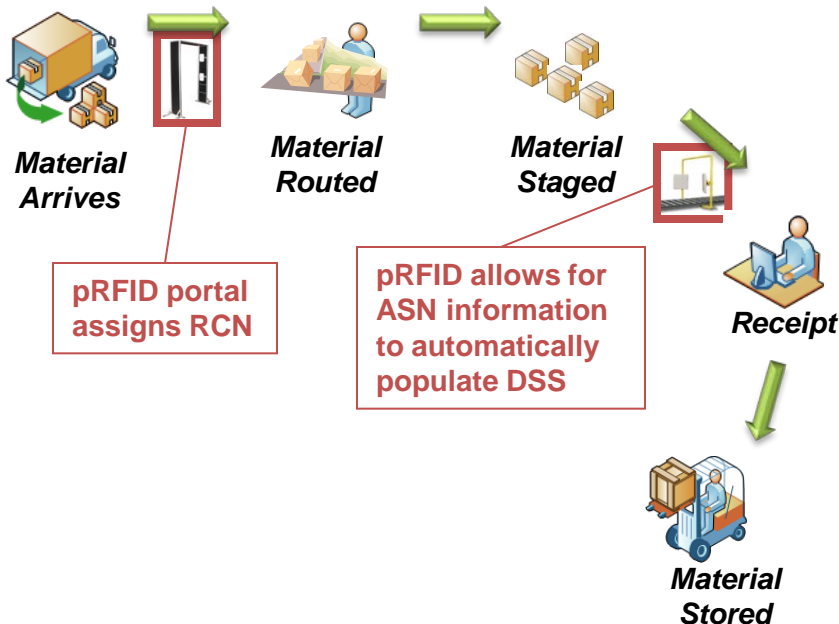 Material
Arrives
Material
Routed
Material
Staged
pRFID portal
assigns RCN
pRFID allows for
ASN information
to automatically
populate DSS
Receipt
Material
Stored